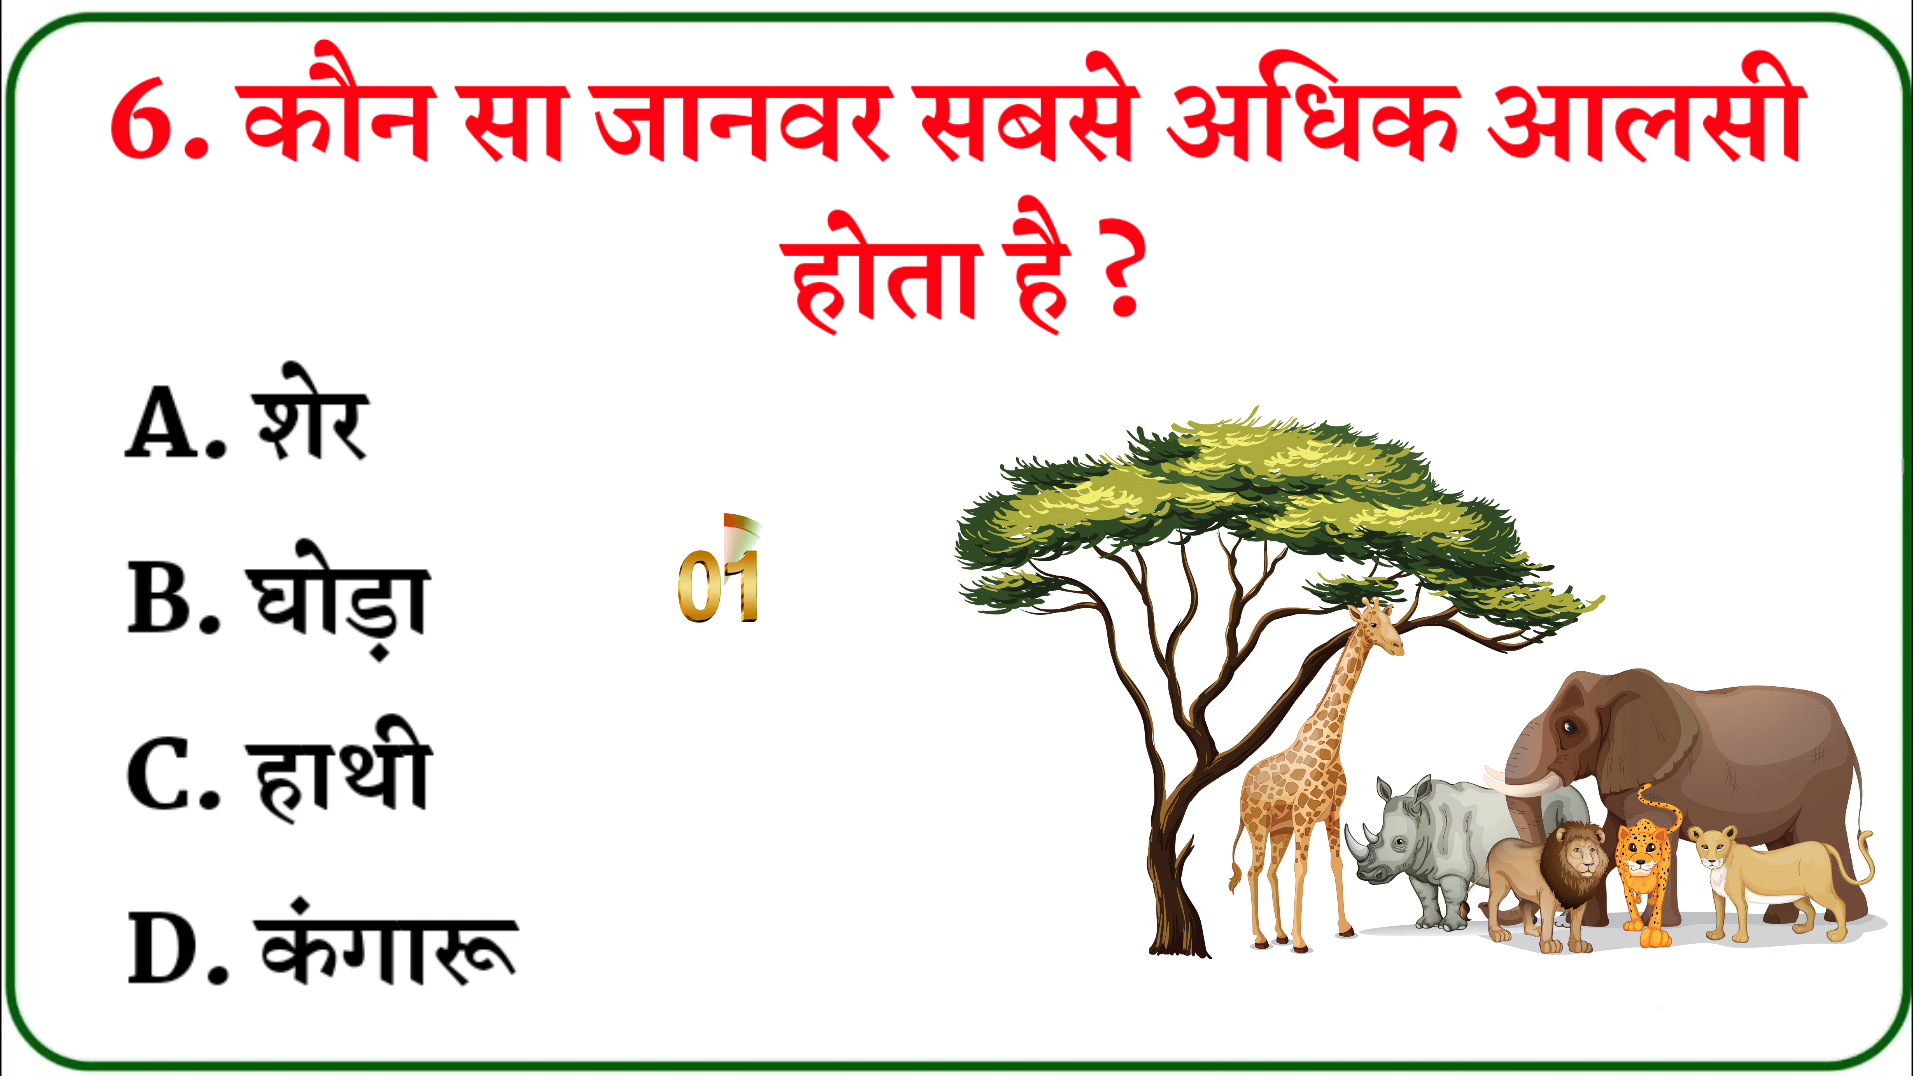 6. कौन सा जानवर सबसे अधिक आलसी
होता है ?
A. शेर
B. घोड़ा
01
C. हाथी
D. कंगारू